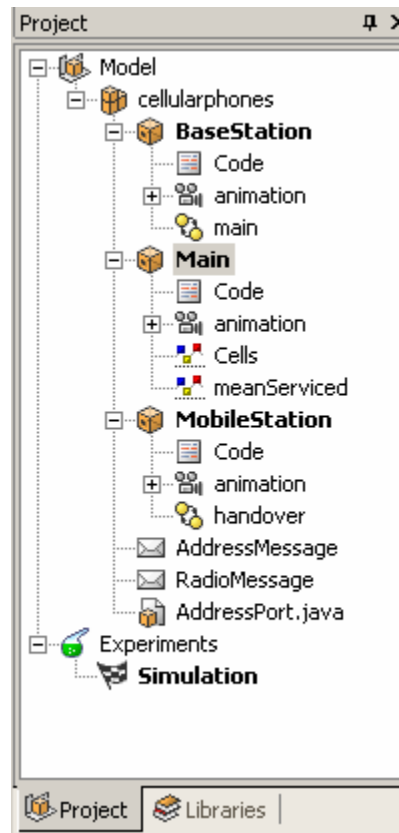 Project
Model
cellularphones
BaseStation
Code
animation
main
Main
Code
animation
Cells
meanServiced
MobileStation
Code
animation
handover
AddressMessage
RadioMessage
AddressPort.java
Experiments
Simulation
Project Libraries